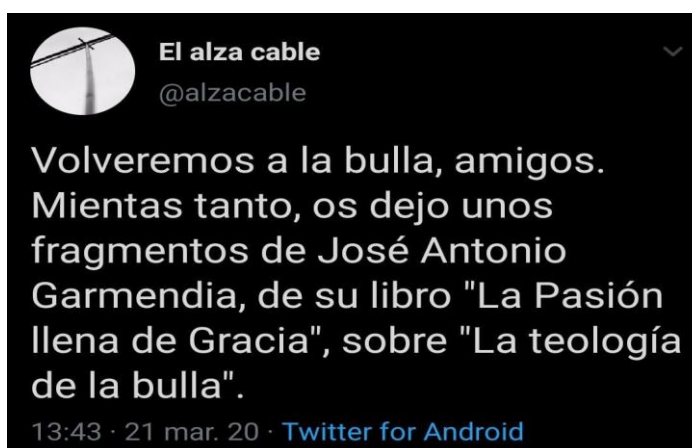 El alza cable
@alzacable
Volveremos a la bulla, amigos.
Mientas tanto, os dejo unos
fragmentos de José Antonio
Garmendia, de su libro "La Pasión
llena de Gracia", sobre "La teología
de la bulla".
13:43 · 21 mar. 20 · Twitter for Android